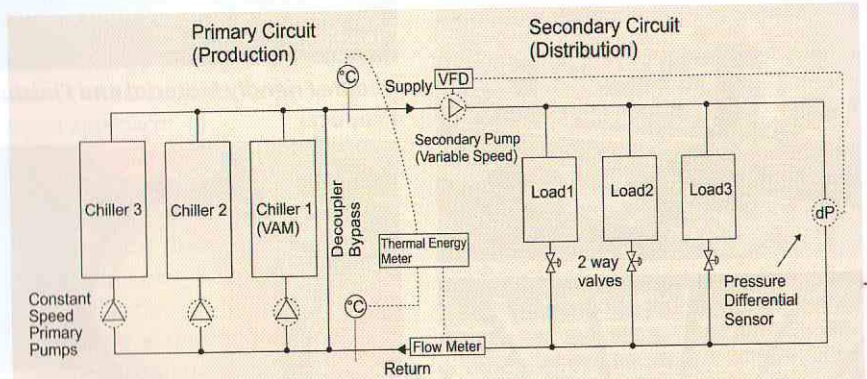 Primary Circuit
(Production)
Secondary Circuit
(Distribution)
°C
VFD
Supply
Secondary Pump
(Variable Speed)
Chiller 3
Chiller 2
Chiller 1
(VAM)
Decoupler
Bypass
Load1
Load2
Load3
dP
Thermal Energy
Meter
2 way
valves
Pressure
Differential
Sensor
Constant
Speed
Primary
Pumps
°C
Flow Meter
Return